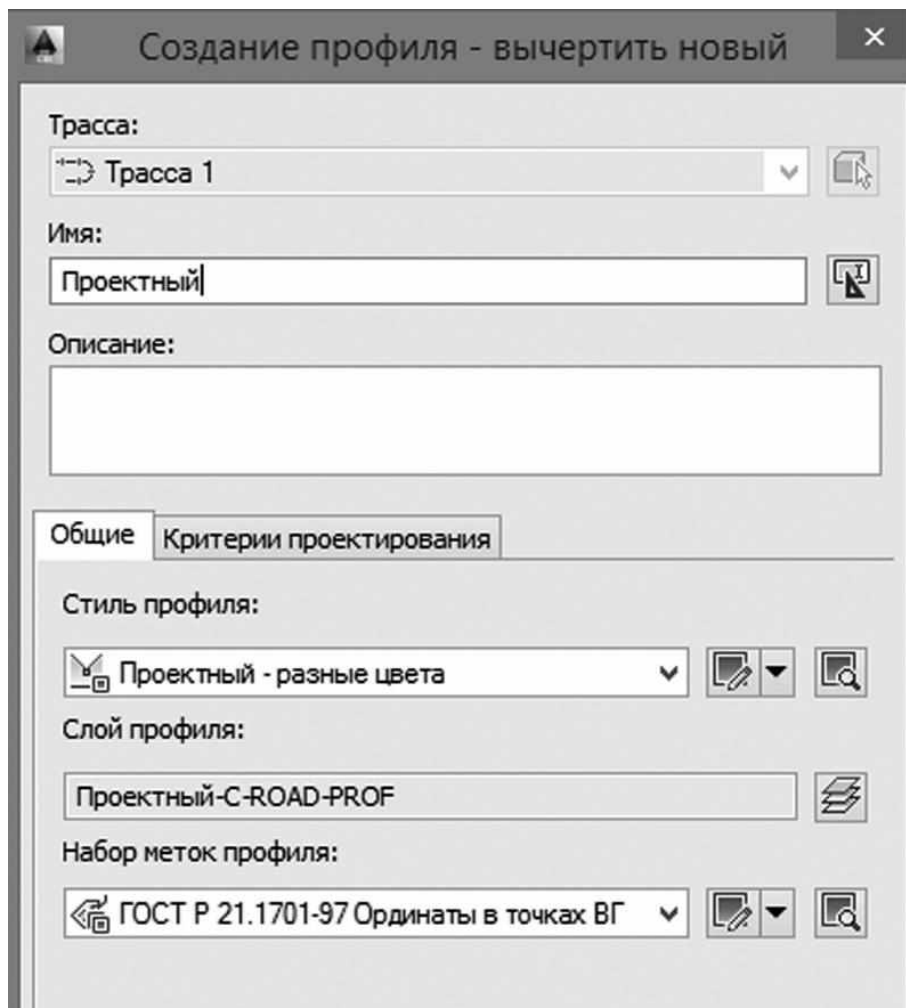 Создание профиля - вычертить новый
Трасса:
Трасса 1
Имя:
Проектный
Описание:
Общие
Критерии проектирования
Стиль профиля:
Проектный - разные цвета
Слой профиля:
Проектный-C-ROAD-PROF
Набор меток профиля:
ГОСТ Р 21.1701-97 Ординаты в точках ВГ